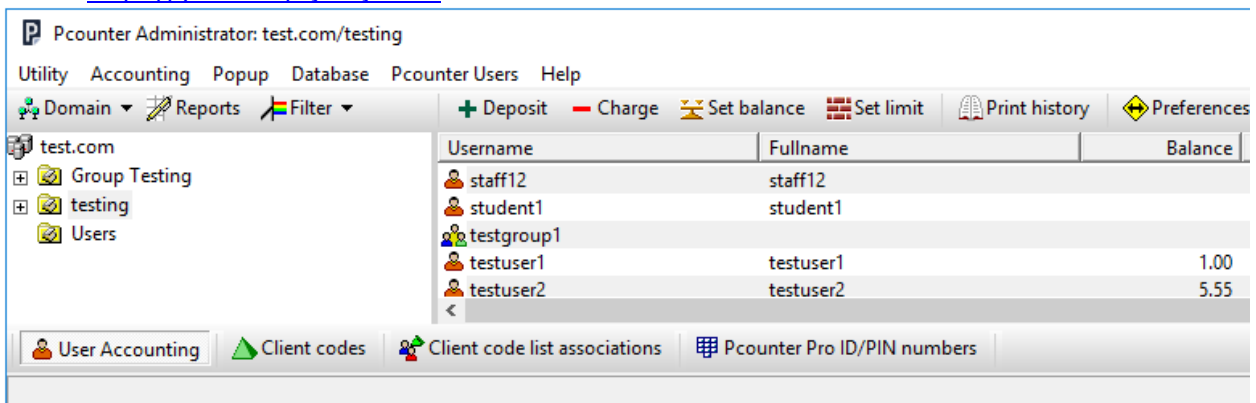 Pcounter Administrator: test.com/testing
Utility Accounting Popup Database Pcounter Users Help
Domain Reports Filter Deposit Charge Set balance Set limit Print history Preferences
test.com Username Fullname Balance
Group Testing staff12 staff12
testing student1 student1
Users testgroup1
testuser1 testuser1 1.00
testuser2 testuser2 5.55
User Accounting Client codes Client code list associations Pcounter Pro ID/PIN numbers